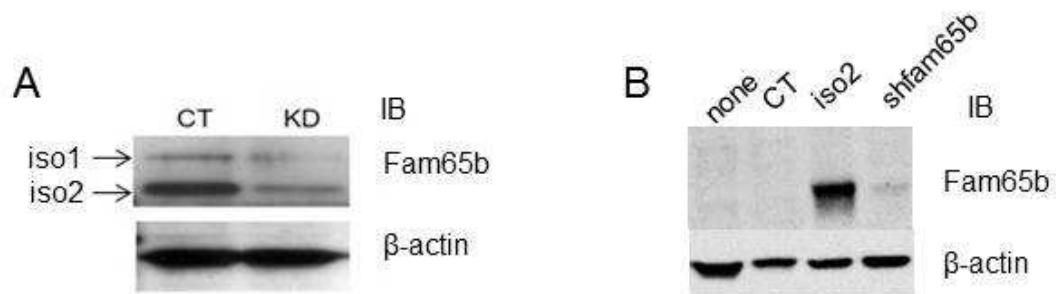 A
CT KD IB
iso1 → Fam65b
iso2 →
β-actin
B
none CT iso2 shfam65b IB
Fam65b
β-actin